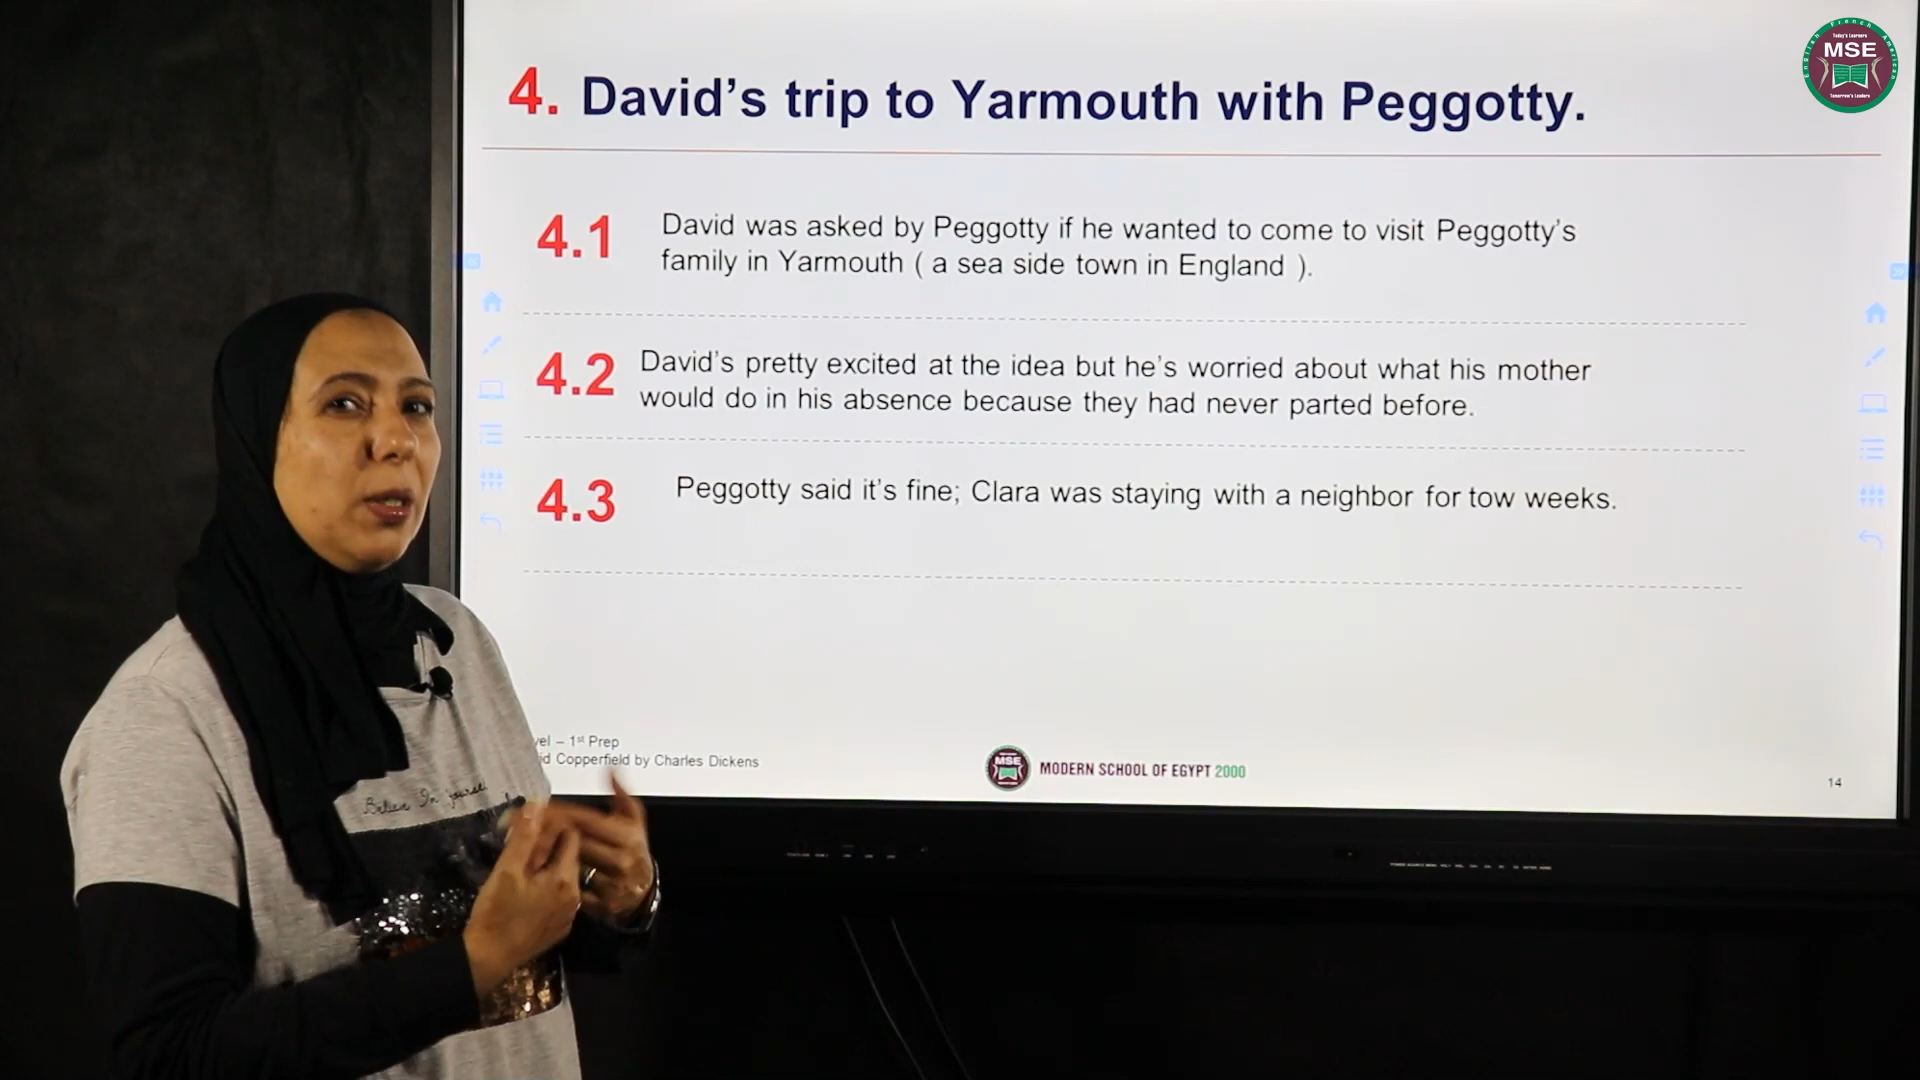 MSE
4. David's trip to Yarmouth with Peggotty.
4.1 David was asked by Peggotty if he wanted to come to visit Peggotty's
family in Yarmouth ( a sea side town in England ).
4.2 David's pretty excited at the idea but he's worried about what his mother
would do in his absence because they had never parted before.
4.3 Peggotty said it's fine; Clara was staying with a neighbor for tow weeks.
vel – 1st Prep
id Copperfield by Charles Dickens
MSE
MODERN SCHOOL OF EGYPT 2000
14
Believe In